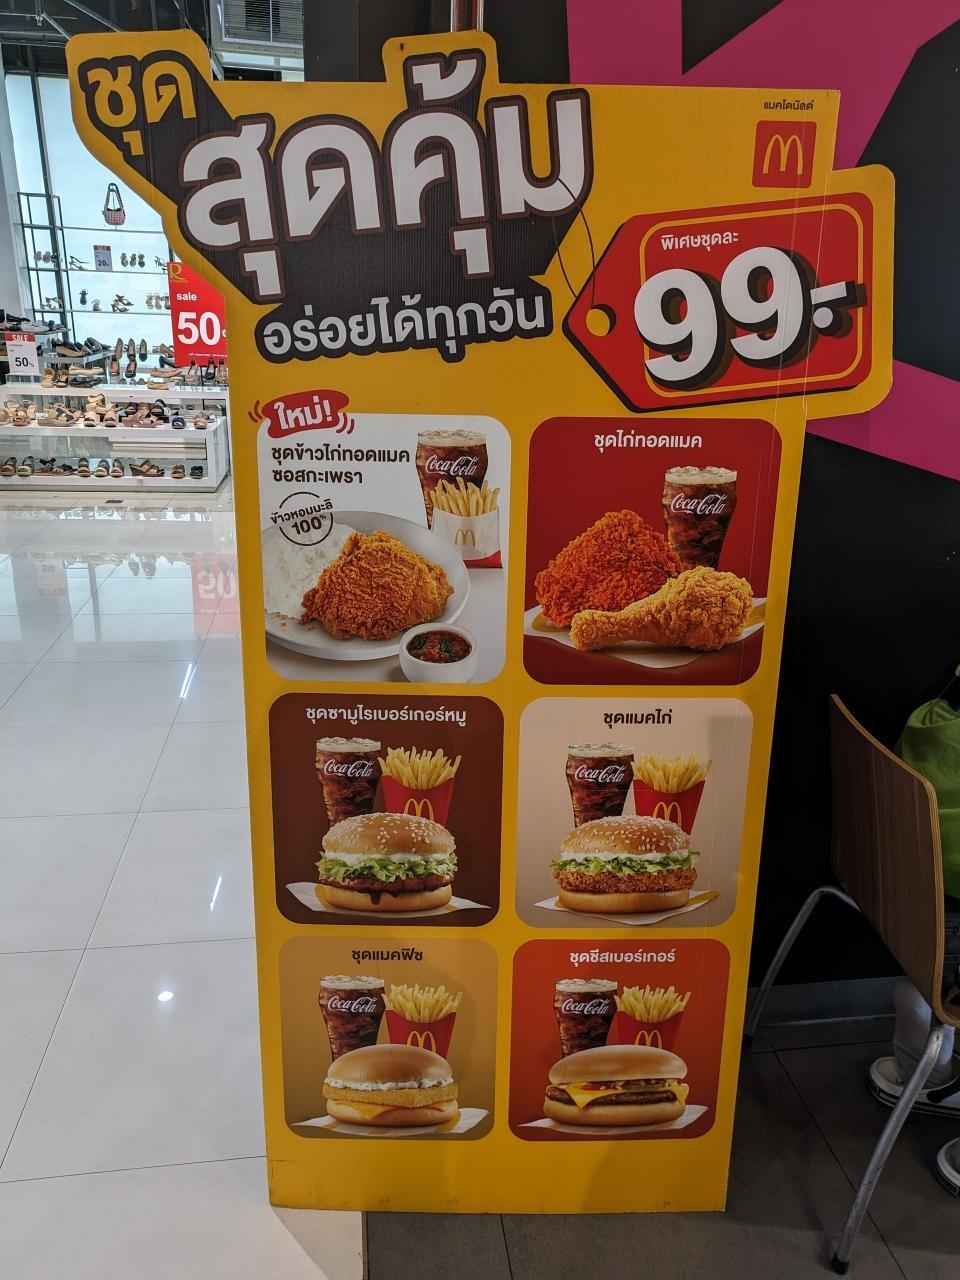 ชุด
สุดคุ้ม
อร่อยได้ทุกวัน
แมคโดนัลด์
พิเศษชุดละ
99.-
ใหม่!
ชุดข้าวไก่ทอดแมค
ซอสกะเพรา
ข้าวหอมมะลิ
100%
Coca-Cola
ชุดไก่ทอดแมค
Coca-Cola
ชุดซามูไรเบอร์เกอร์หมู
Coca-Cola
ชุดแมคไก่
Coca-Cola
ชุดแมคฟิช
Coca-Cola
ชุดชีสเบอร์เกอร์
Coca-Cola
sale
50
SALE
50%
20%